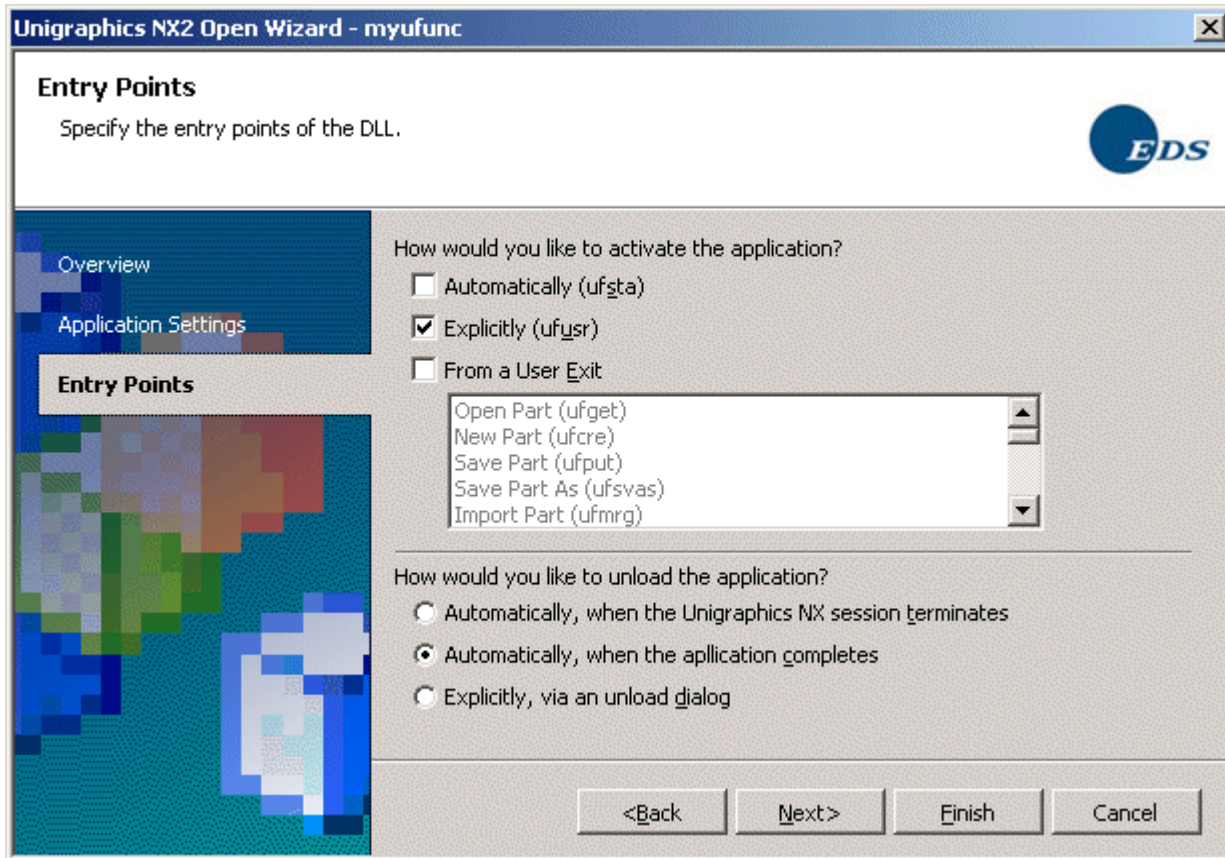 Unigraphics NX2 Open Wizard - myufunc
Entry Points
Specify the entry points of the DLL.
EDS
Overview
Application Settings
Entry Points
How would you like to activate the application?
Automatically (ufsta)
Explicitly (ufusr)
From a User Exit
Open Part (ufget)
New Part (ufcre)
Save Part (ufput)
Save Part As (ufsvas)
Import Part (ufmrg)
How would you like to unload the application?
Automatically, when the Unigraphics NX session terminates
Automatically, when the apllication completes
Explicitly, via an unload dialog
<Back
Next>
Finish
Cancel